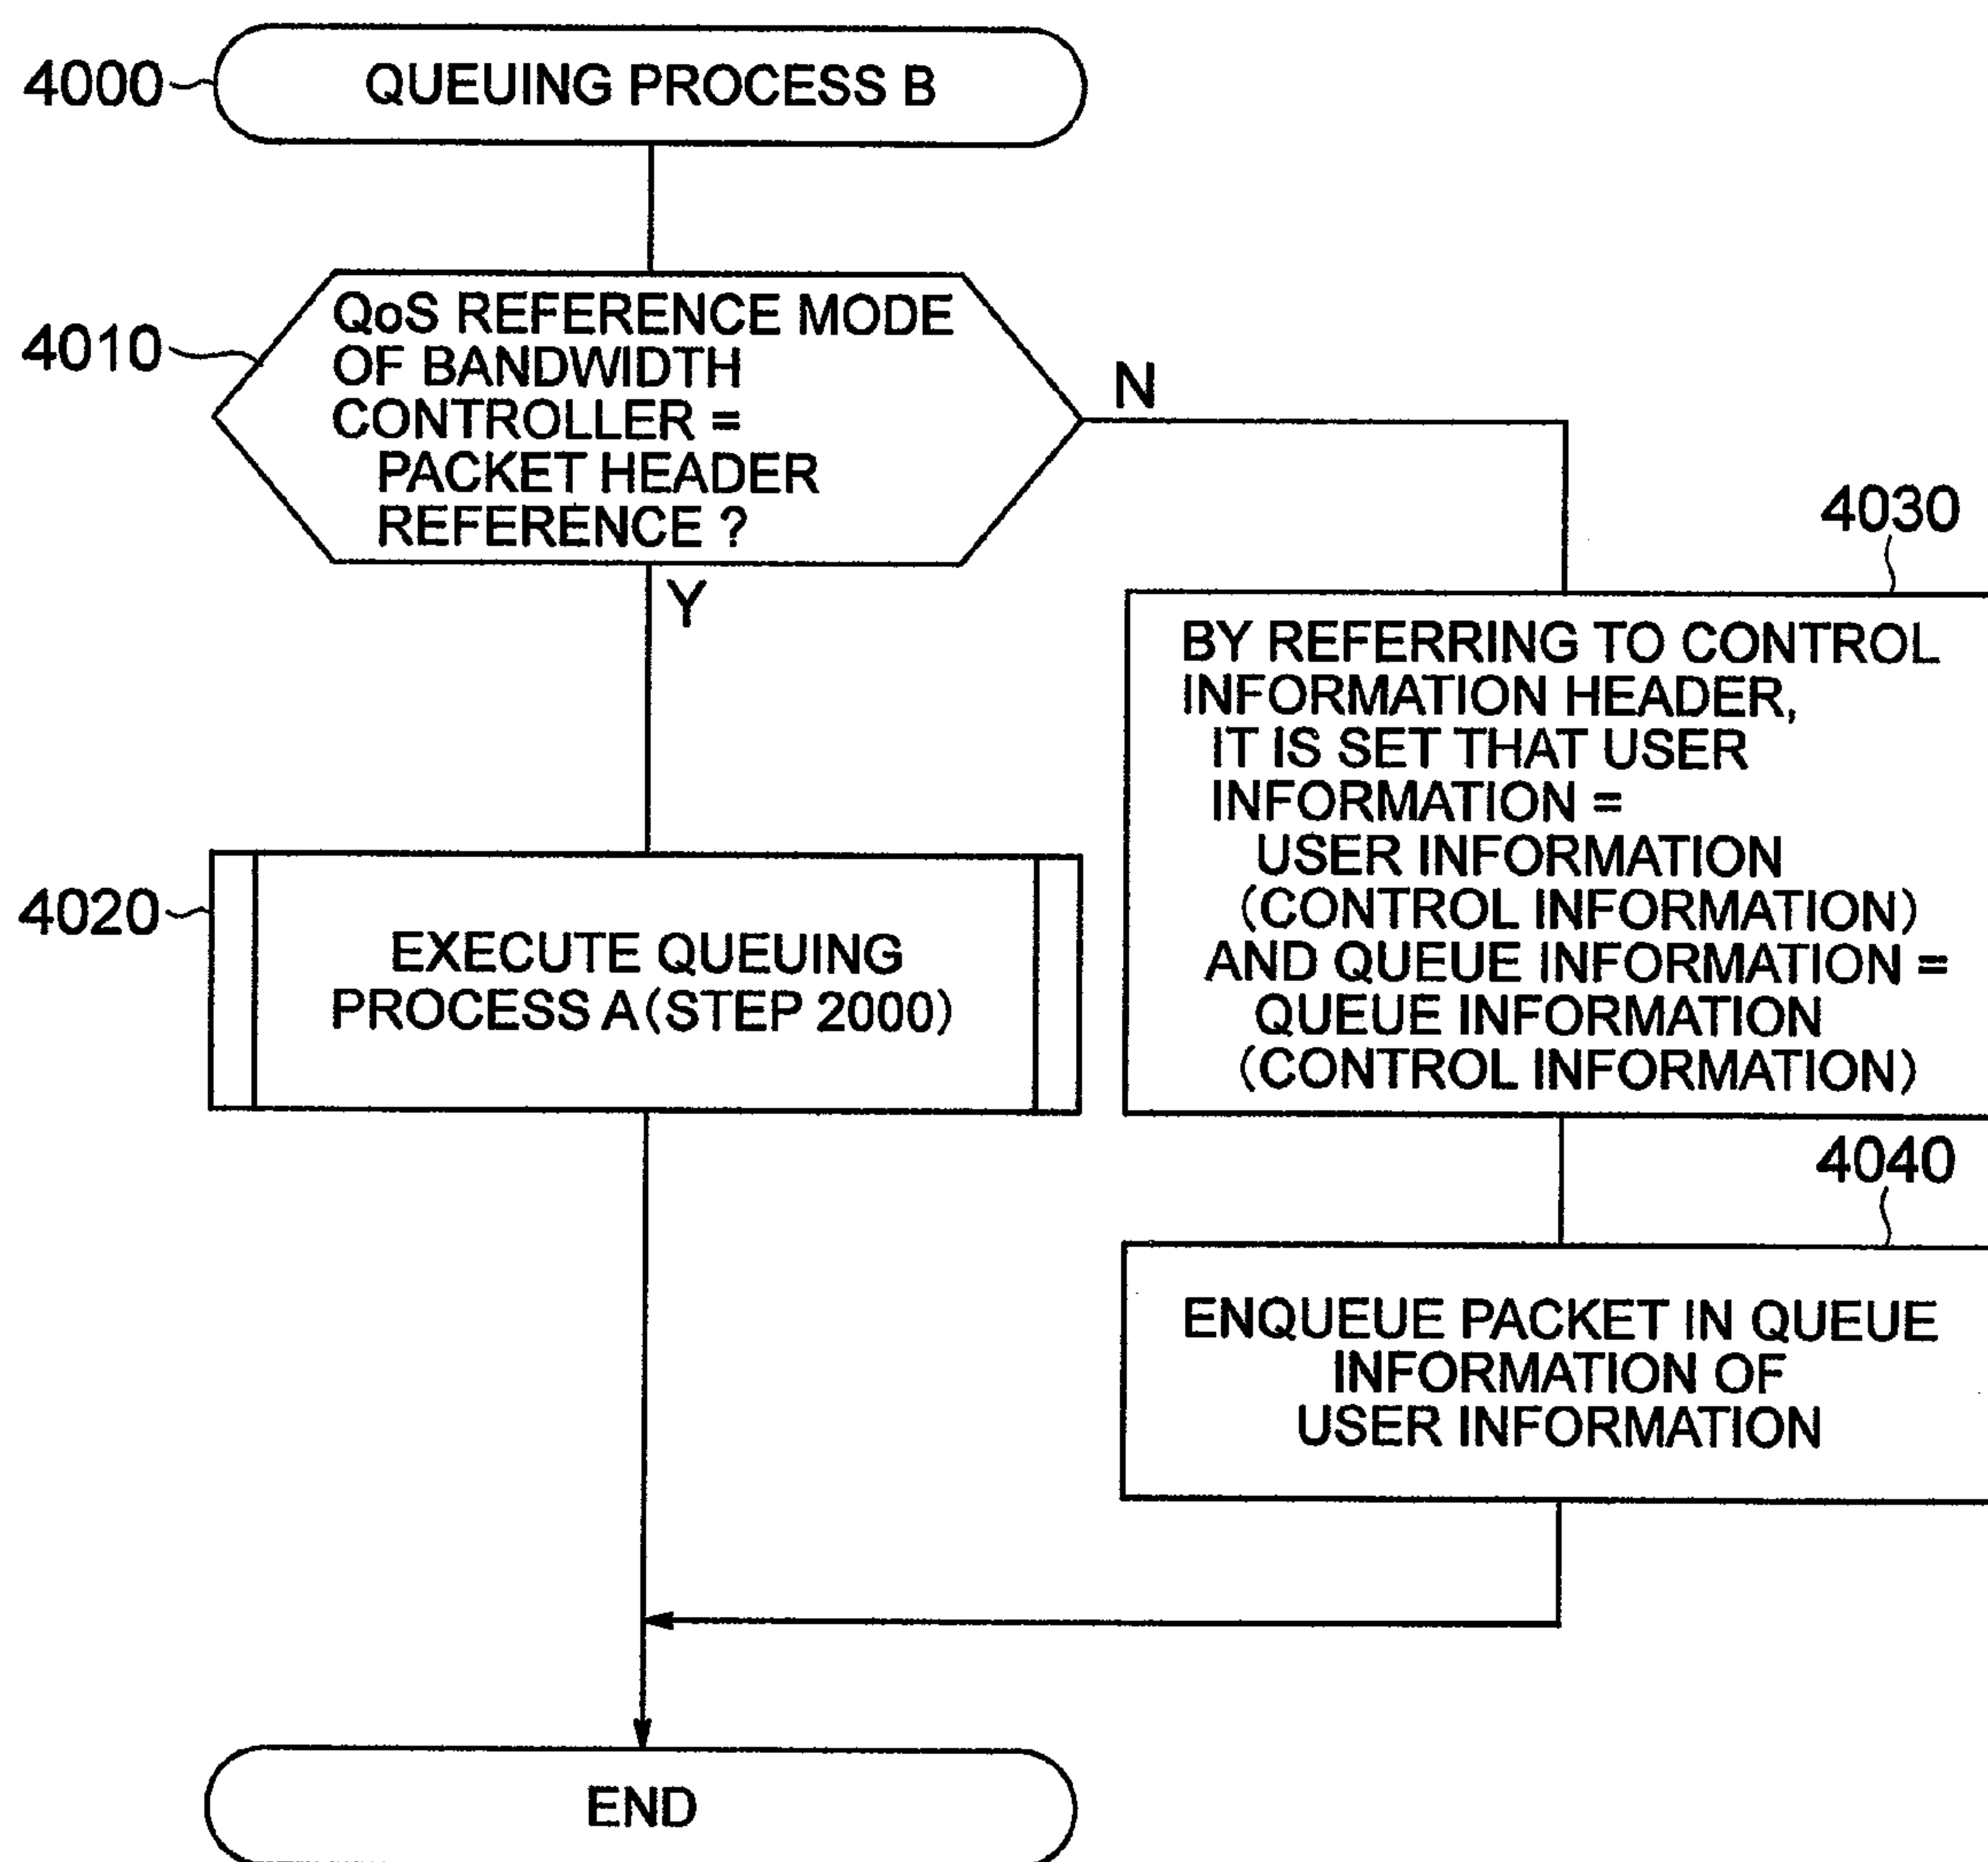 4000
QUEUING PROCESS B
4010
QoS REFERENCE MODE
OF BANDWIDTH
CONTROLLER =
PACKET HEADER
REFERENCE ?
N
Y
4030
BY REFERRING TO CONTROL
INFORMATION HEADER,
IT IS SET THAT USER
INFORMATION =
USER INFORMATION
(CONTROL INFORMATION)
AND QUEUE INFORMATION =
QUEUE INFORMATION
(CONTROL INFORMATION)
4020
EXECUTE QUEUING
PROCESS A(STEP 2000)
4040
ENQUEUE PACKET IN QUEUE
INFORMATION OF
USER INFORMATION
END